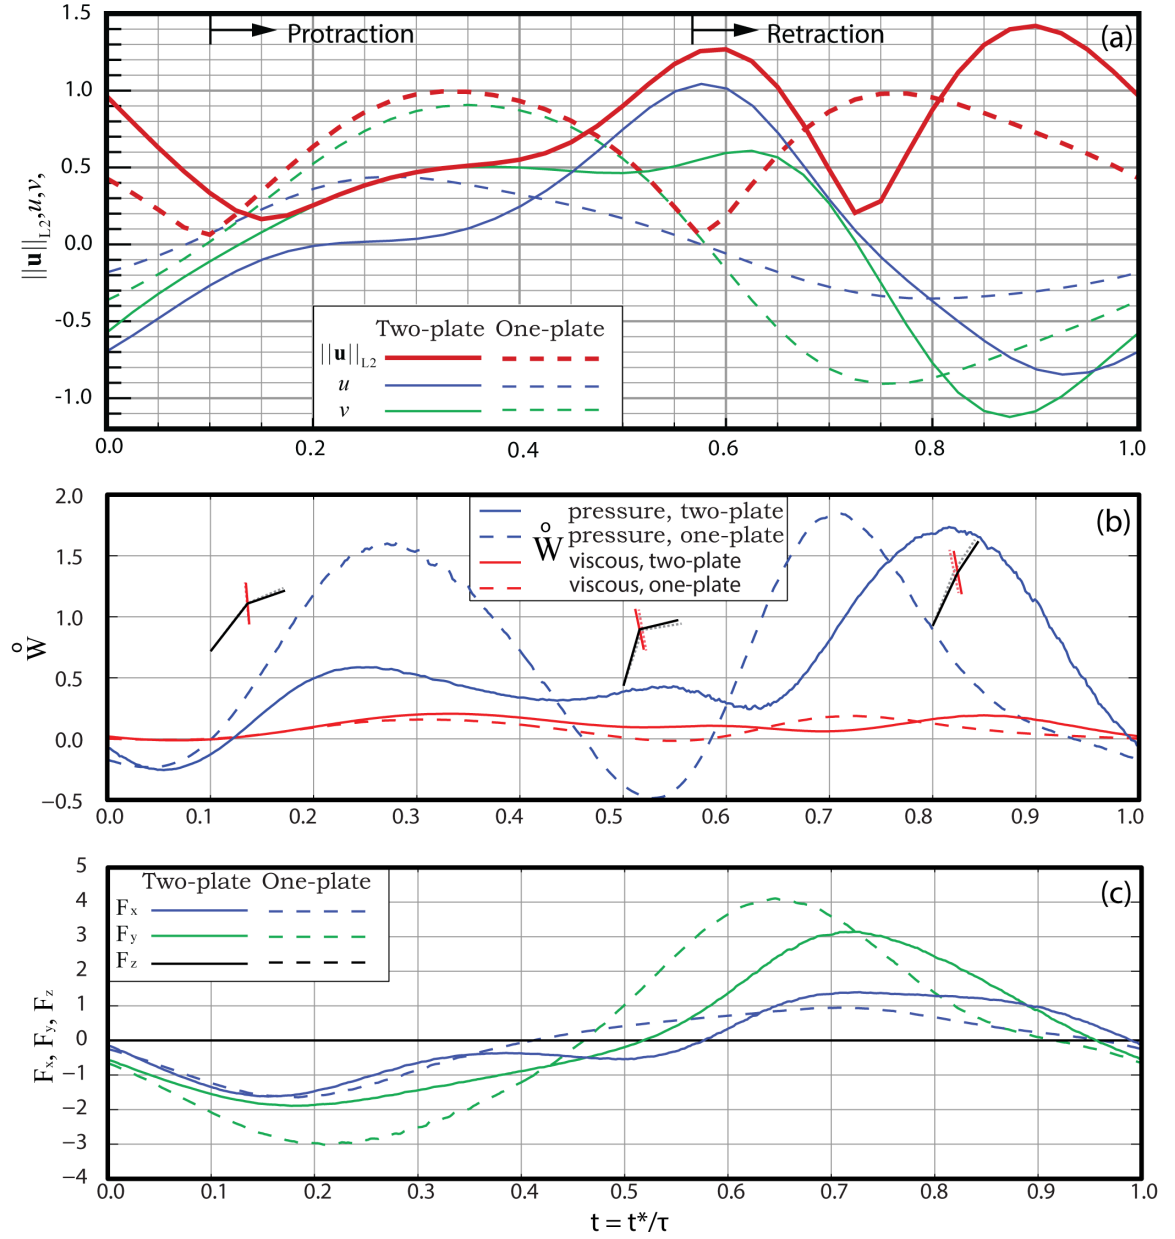 1.5
1.0
0.5
0.0
-0.5
-1.0
||u||L2,u,v,
Protraction
Retraction
(a)
Two-plate One-plate
||u||L2
u
v
0.0 0.2 0.4 0.6 0.8 1.0
2.0
1.5
1.0
0.5
0.0
−0.5
W̊
(b)
pressure, two-plate
W̊ pressure, one-plate
viscous, two-plate
viscous, one-plate
0.0 0.1 0.2 0.3 0.4 0.5 0.6 0.7 0.8 0.9 1.0
5
4
3
2
1
0
−1
−2
−3
−4
Fx, Fy, Fz
(c)
Two-plate One-plate
Fx
Fy
Fz
0.0 0.1 0.2 0.3 0.4 0.5 0.6 0.7 0.8 0.9 1.0
t = t*/τ